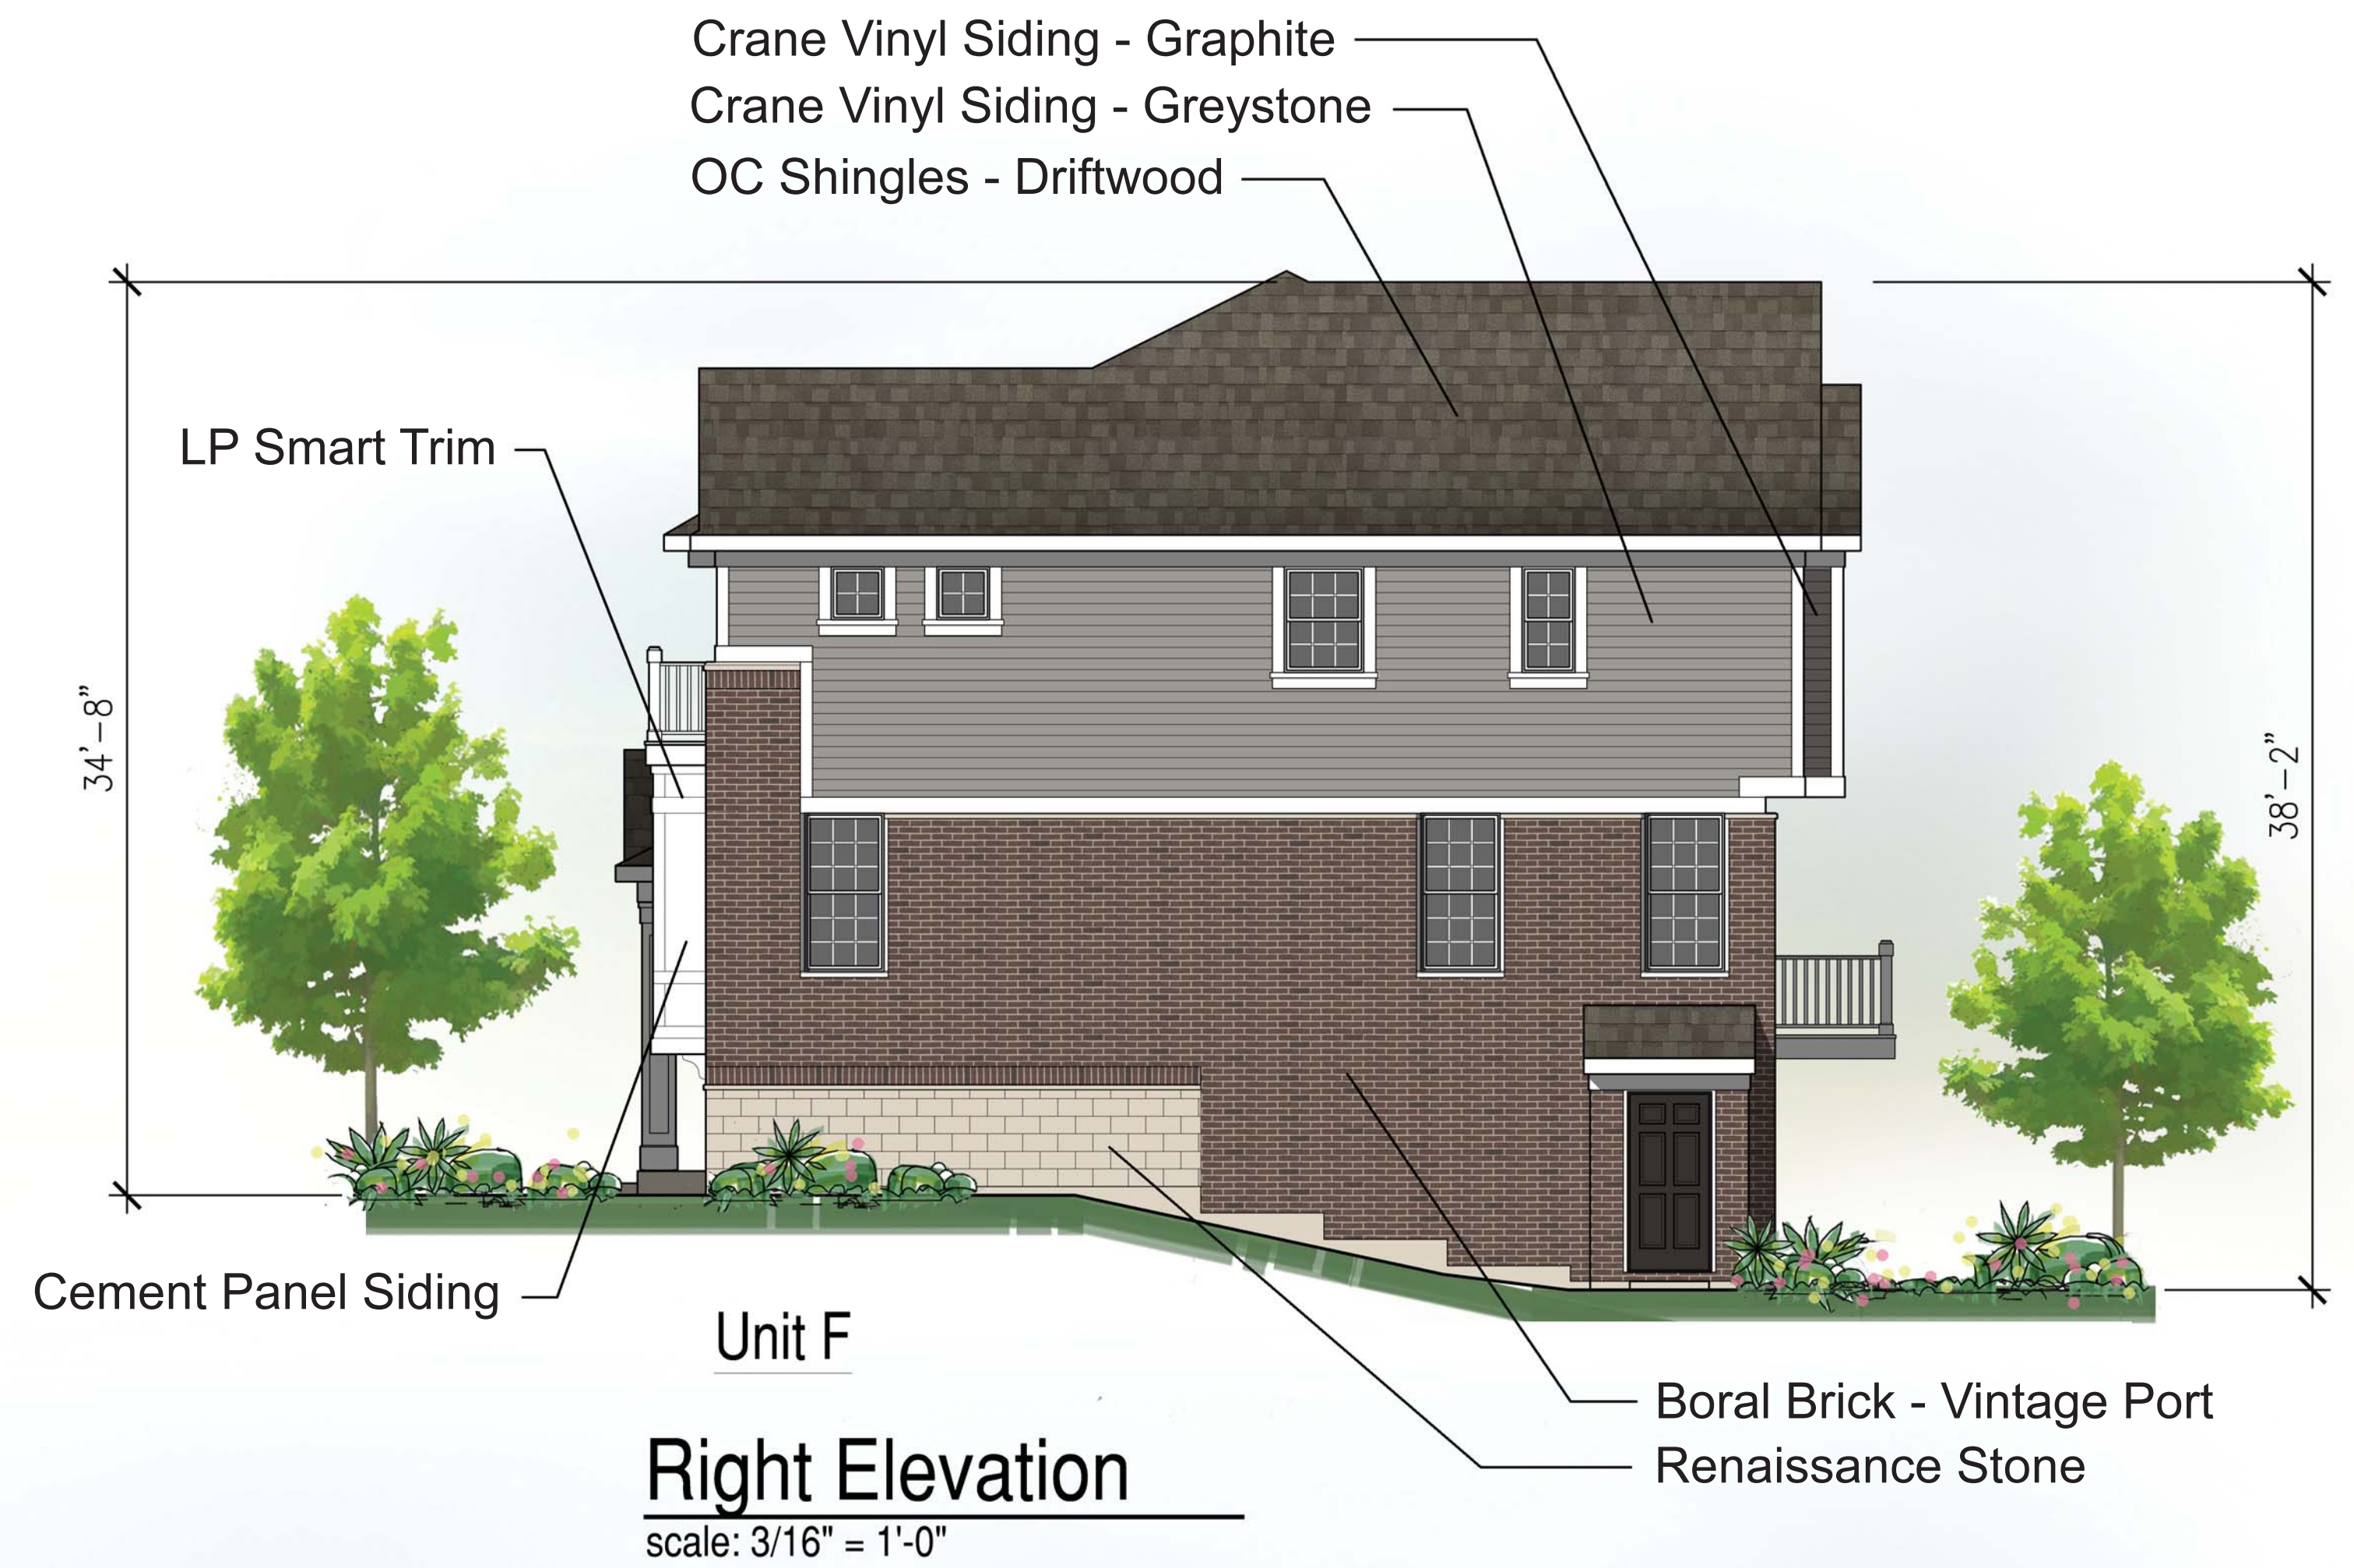 Crane Vinyl Siding - Graphite
Crane Vinyl Siding - Greystone
OC Shingles - Driftwood
LP Smart Trim
34'-8"
38'-2"
Cement Panel Siding
Unit F
Boral Brick - Vintage Port
Renaissance Stone
Right Elevation
scale: 3/16" = 1'-0"